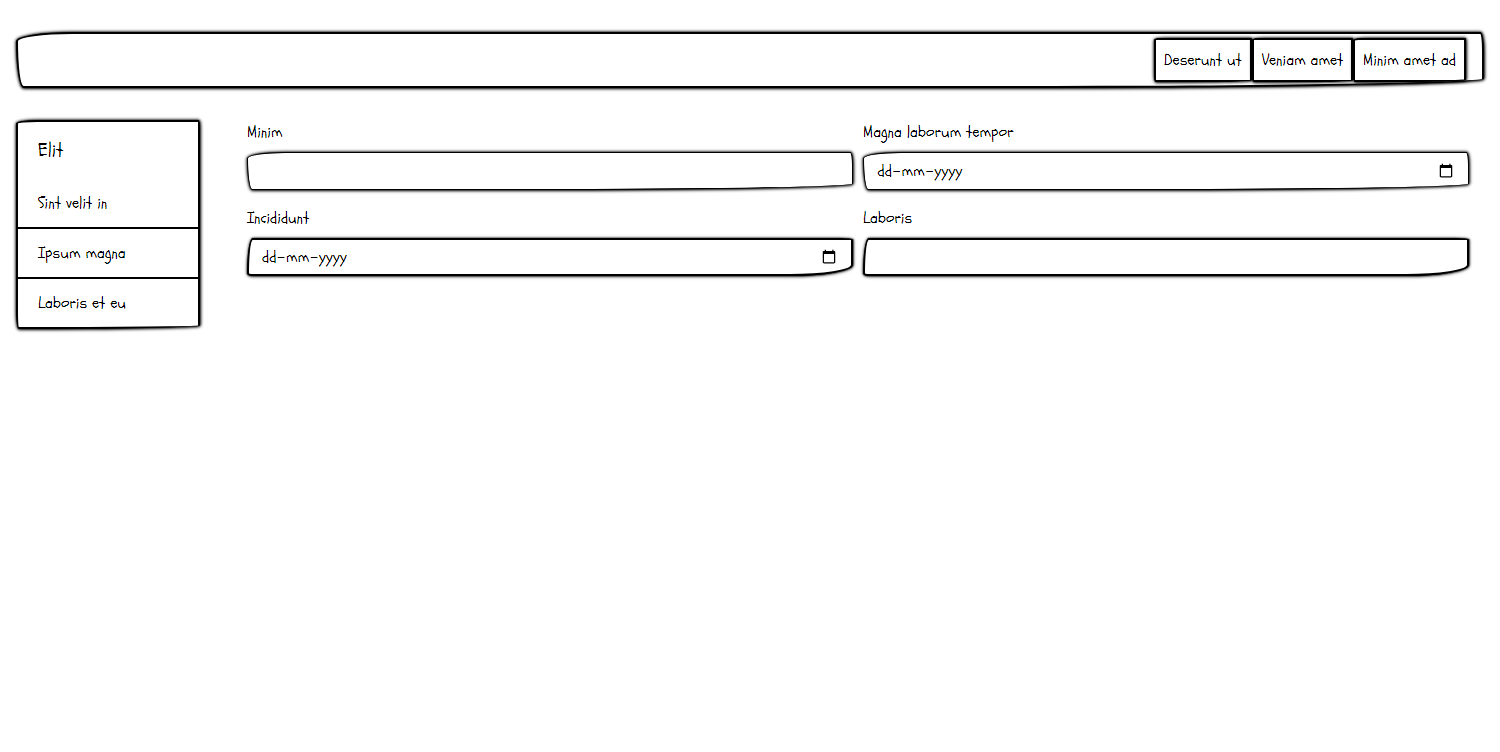 Deserunt ut Veniam amet Minim amet ad
Elit
Sint velit in
Ipsum magna
Laboris et eu
Minim
Magna laborum tempor
dd-mm-yyyy
Incididunt
dd-mm-yyyy
Laboris